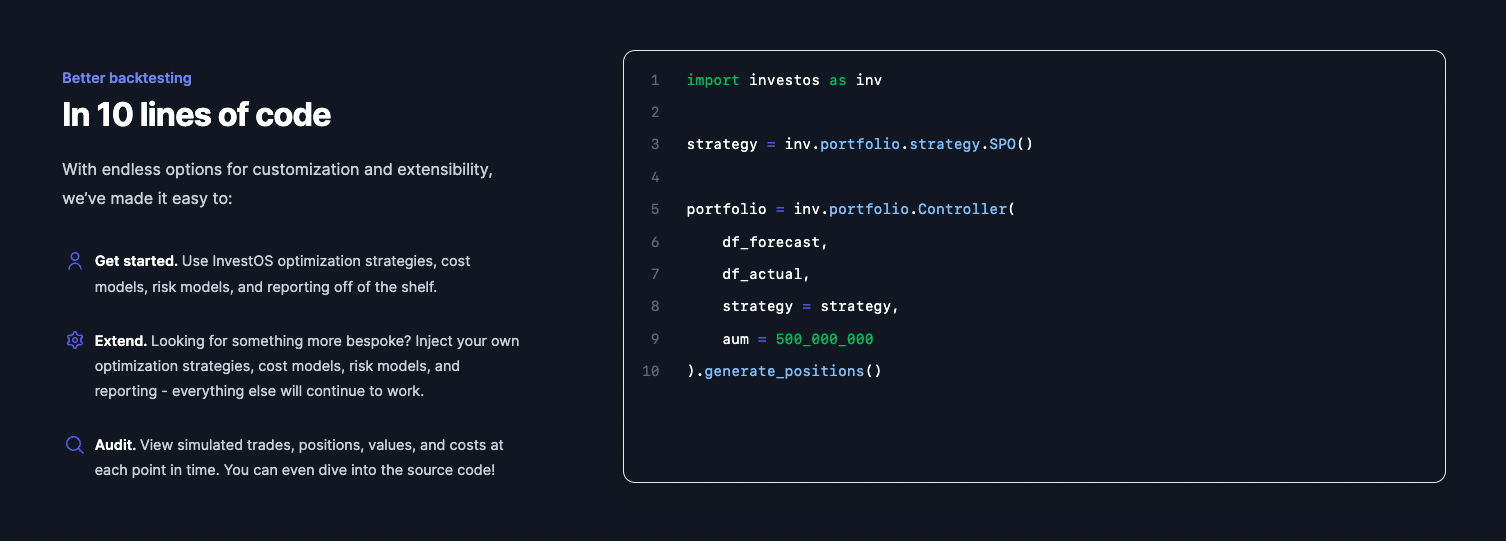 Better backtesting
In 10 lines of code
With endless options for customization and extensibility,
we’ve made it easy to:
Get started. Use InvestOS optimization strategies, cost
models, risk models, and reporting off of the shelf.
Extend. Looking for something more bespoke? Inject your own
optimization strategies, cost models, risk models, and
reporting - everything else will continue to work.
Audit. View simulated trades, positions, values, and costs at
each point in time. You can even dive into the source code!
1 import investos as inv
2
3 strategy = inv.portfolio.strategy.SPO()
4
5 portfolio = inv.portfolio.Controller(
6     df_forecast,
7     df_actual,
8     strategy = strategy,
9     aum = 500_000_000
10 ).generate_positions()